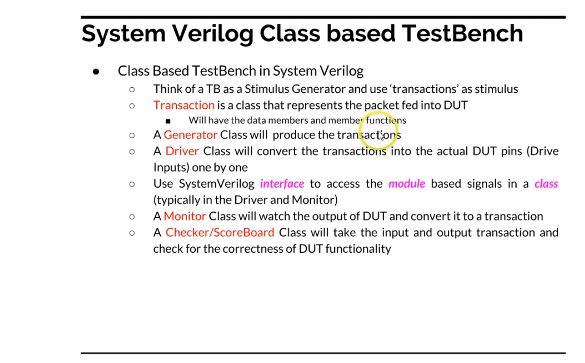 System Verilog Class based TestBench
● Class Based TestBench in System Verilog
○ Think of a TB as a Stimulus Generator and use ‘transactions’ as stimulus
○ Transaction is a class that represents the packet fed into DUT
■ Will have the data members and member functions
○ A Generator Class will produce the transactions
○ A Driver Class will convert the transactions into the actual DUT pins (Drive
Inputs) one by one
○ Use SystemVerilog interface to access the module based signals in a class
(typically in the Driver and Monitor)
○ A Monitor Class will watch the output of DUT and convert it to a transaction
○ A Checker/ScoreBoard Class will take the input and output transaction and
check for the correctness of DUT functionality